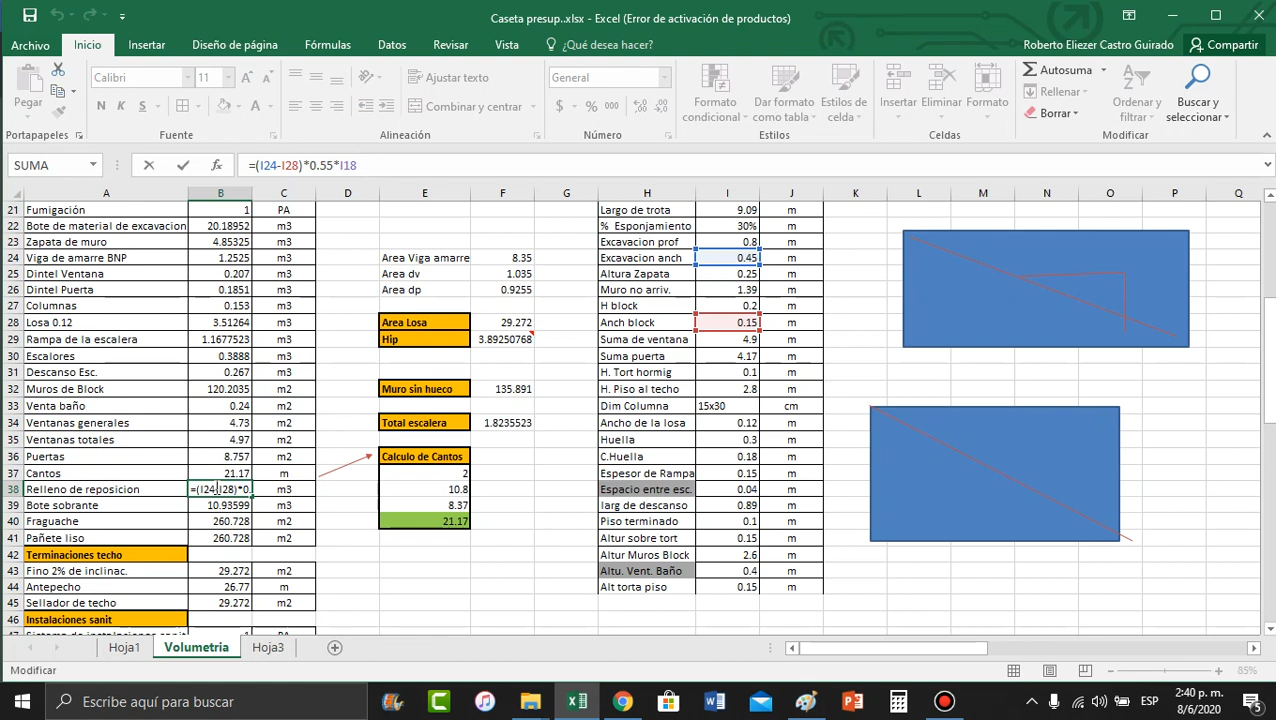 Caseta presup..xlsx - Excel (Error de activación de productos)
Archivo Inicio Insertar Diseño de página Fórmulas Datos Revisar Vista ¿Qué desea hacer? Roberto Eliezer Castro Guirado Compartir
Pegar Calibri 11 Ajustar texto General Formato condicional Dar formato como tabla Estilos de celda Insertar Eliminar Formato Autosuma Ordenar y filtrar Buscar y seleccionar
N K S Combinar y centrar $ % 000 Rellenar
Borrar
Portapapeles Fuente Alineación Número Estilos Celdas Modificar
SUMA fx =(I24-I28)*0.55*I18
A B C D E F G H I J K L M N O P Q
21 Fumigación 1 PA Largo de trota 9.09 m
22 Bote de material de excavacion 20.18952 m3 % Esponjamiento 30% m
23 Zapata de muro 4.85325 m3 Excavacion prof 0.8 m
24 Viga de amarre BNP 1.2525 m3 Area Viga amarre 8.35 Excavacion anch 0.45 m
25 Dintel Ventana 0.207 m3 Area dv 1.035 Altura Zapata 0.25 m
26 Dintel Puerta 0.1851 m3 Area dp 0.9255 Muro no arriv. 1.39 m
27 Columnas 0.153 m3 H block 0.2 m
28 Losa 0.12 3.51264 m3 Area Losa 29.272 Anch block 0.15 m
29 Rampa de la escalera 1.1677523 m3 Hip 3.89250768 Suma de ventana 4.9 m
30 Escalores 0.3888 m3 Suma puerta 4.17 m
31 Descanso Esc. 0.267 m3 H. Tort hormig 0.1 m
32 Muros de Block 120.2035 m2 Muro sin hueco 135.891 H. Piso al techo 2.8 m
33 Venta baño 0.24 m2 Dim Columna 15x30 cm
34 Ventanas generales 4.73 m2 Total escalera 1.8235523 Ancho de la losa 0.12 m
35 Ventanas totales 4.97 m2 Huella 0.3 m
36 Puertas 8.757 m2 Calculo de Cantos C.Huella 0.18 m
37 Cantos 21.17 m 2 Espesor de Rampa 0.15 m
38 Relleno de reposicion =(I24-I28)*0. m3 10.8 Espacio entre esc. 0.04 m
39 Bote sobrante 10.93599 m3 8.37 larg de descanso 0.89 m
40 Fraguache 260.728 m2 21.17 Piso terminado 0.1 m
41 Pañete liso 260.728 m2 Altur sobre tort 0.15 m
42 Terminaciones techo Altur Muros Block 2.6 m
43 Fino 2% de inclinac. 29.272 m2 Altu. Vent. Baño 0.4 m
44 Antepecho 26.77 m Alt torta piso 0.15 m
45 Sellador de techo 29.272 m2
46 Instalaciones sanit
Hoja1 Volumetria Hoja3
Modificar 85%
Escribe aquí para buscar ESP 2:40 p. m.
8/6/2020 5